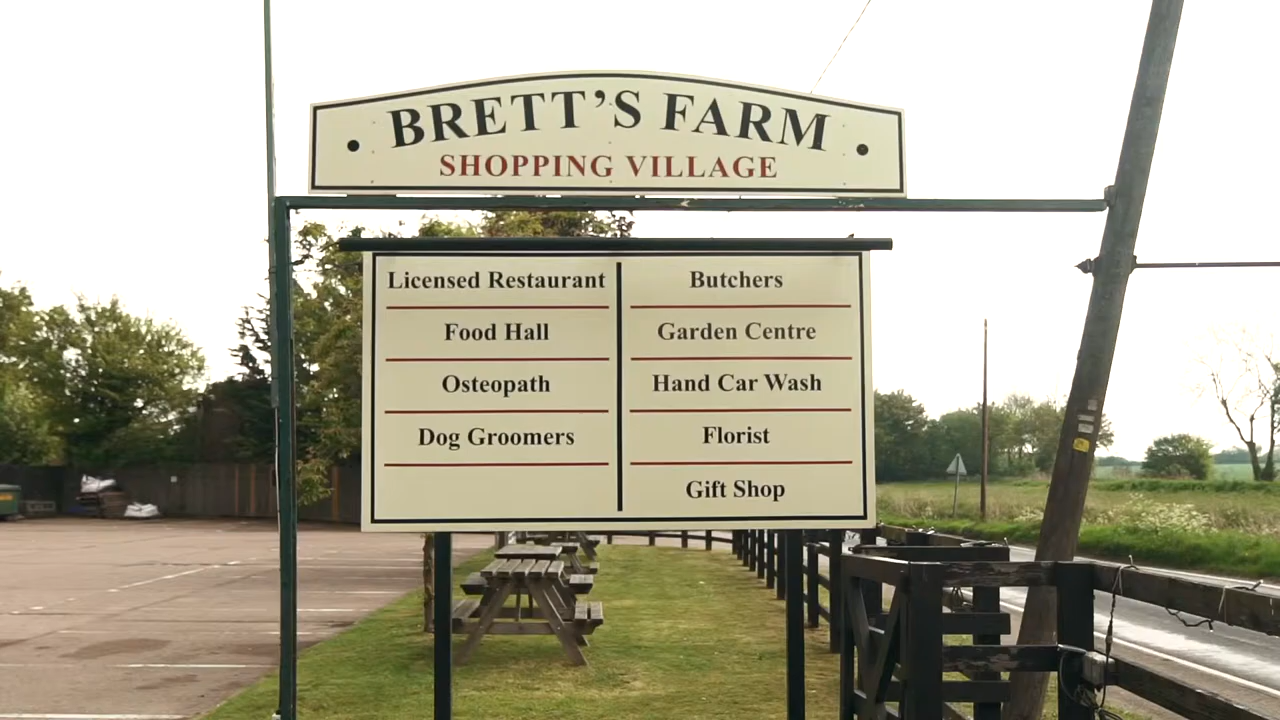 BRETT'S FARM
SHOPPING VILLAGE
Licensed Restaurant
Food Hall
Osteopath
Dog Groomers
Butchers
Garden Centre
Hand Car Wash
Florist
Gift Shop